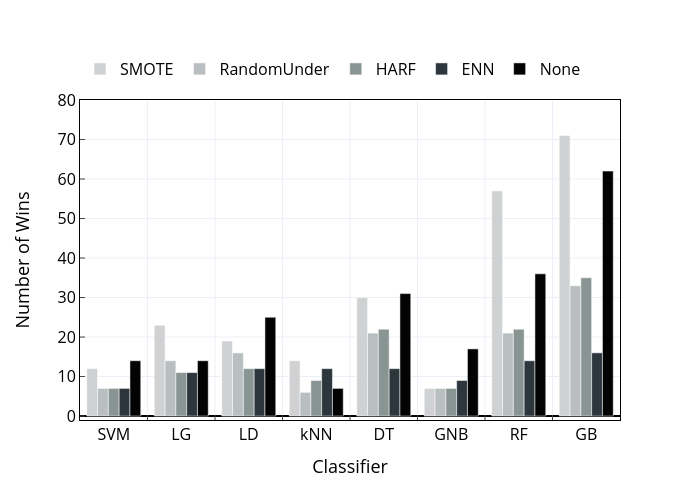 SMOTE RandomUnder HARF ENN None
80
70
60
50
40
30
20
10
0
Number of Wins
SVM LG LD kNN DT GNB RF GB
Classifier